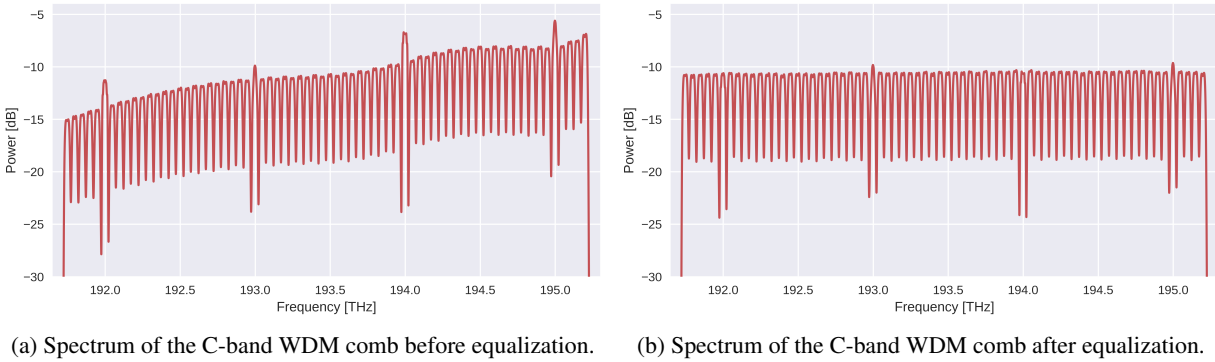 −5
−10
−15
−20
−25
−30
Power [dB]
192.0 192.5 193.0 193.5 194.0 194.5 195.0
Frequency [THz]
(a) Spectrum of the C-band WDM comb before equalization.
−5
−10
−15
−20
−25
−30
Power [dB]
192.0 192.5 193.0 193.5 194.0 194.5 195.0
Frequency [THz]
(b) Spectrum of the C-band WDM comb after equalization.